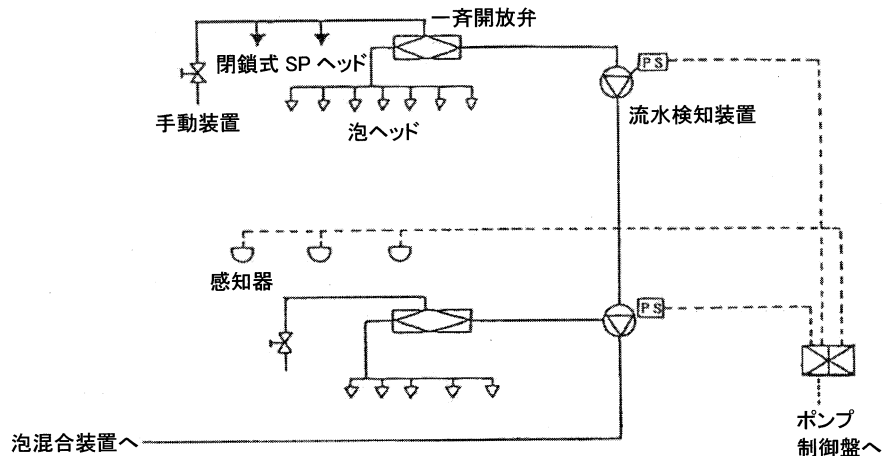 一斉開放弁
閉鎖式 SP ヘッド
PS
手動装置
泡ヘッド
流水検知装置
感知器
PS
ポンプ
制御盤へ
泡混合装置へ